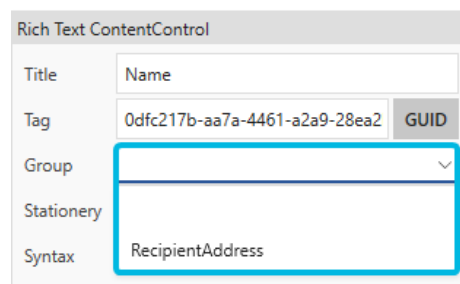 Rich Text ContentControl
Title Name
Tag 0dfc217b-aa7a-4461-a2a9-28ea2 GUID
Group
Stationery
Syntax RecipientAddress